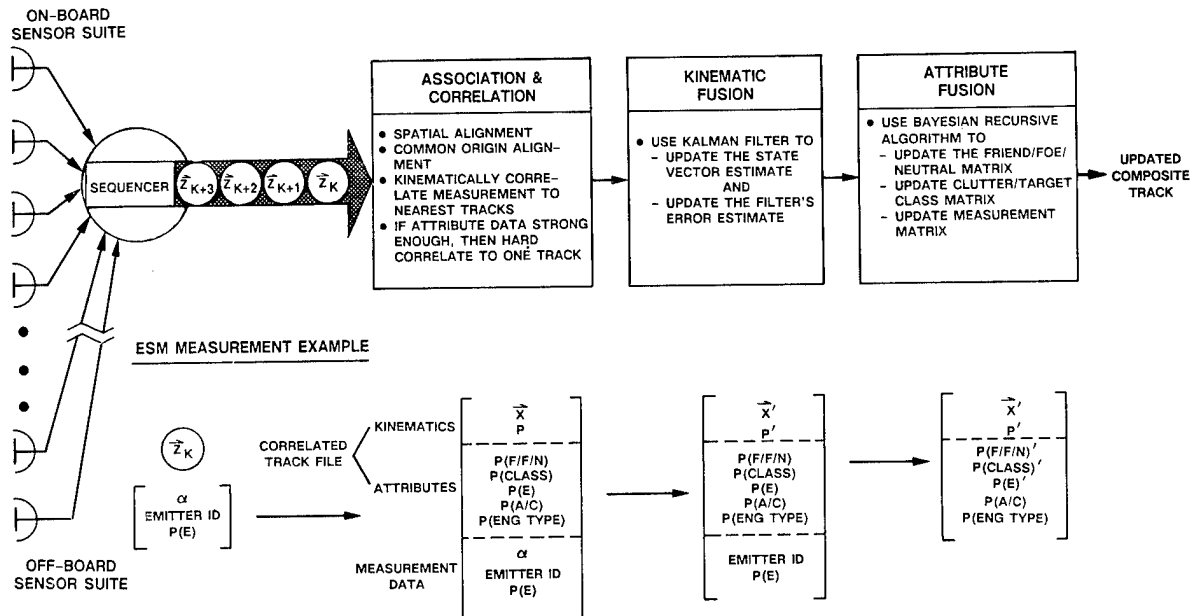 ON-BOARD
SENSOR SUITE
SEQUENCER
Z⃗K+3
Z⃗K+2
Z⃗K+1
Z⃗K
ASSOCIATION &
CORRELATION
● SPATIAL ALIGNMENT
● COMMON ORIGIN ALIGN-
MENT
● KINEMATICALLY CORRE-
LATE MEASUREMENT TO
NEAREST TRACKS
● IF ATTRIBUTE DATA STRONG
ENOUGH, THEN HARD
CORRELATE TO ONE TRACK
KINEMATIC
FUSION
● USE KALMAN FILTER TO
– UPDATE THE STATE
VECTOR ESTIMATE
AND
– UPDATE THE FILTER'S
ERROR ESTIMATE
ATTRIBUTE
FUSION
● USE BAYESIAN RECURSIVE
ALGORITHM TO
– UPDATE THE FRIEND/FOE/
NEUTRAL MATRIX
– UPDATE CLUTTER/TARGET
CLASS MATRIX
– UPDATE MEASUREMENT
MATRIX
UPDATED
COMPOSITE
TRACK
ESM MEASUREMENT EXAMPLE
Z⃗K
α
EMITTER ID
P(E)
OFF-BOARD
SENSOR SUITE
CORRELATED
TRACK FILE
KINEMATICS
ATTRIBUTES
MEASUREMENT
DATA
X⃗
P
P(F/F/N)
P(CLASS)
P(E)
P(A/C)
P(ENG TYPE)
α
EMITTER ID
P(E)
X⃗′
P′
P(F/F/N)
P(CLASS)
P(E)
P(A/C)
P(ENG TYPE)
EMITTER ID
P(E)
X⃗′
P′
P(F/F/N)′
P(CLASS)′
P(E)′
P(A/C)
P(ENG TYPE)